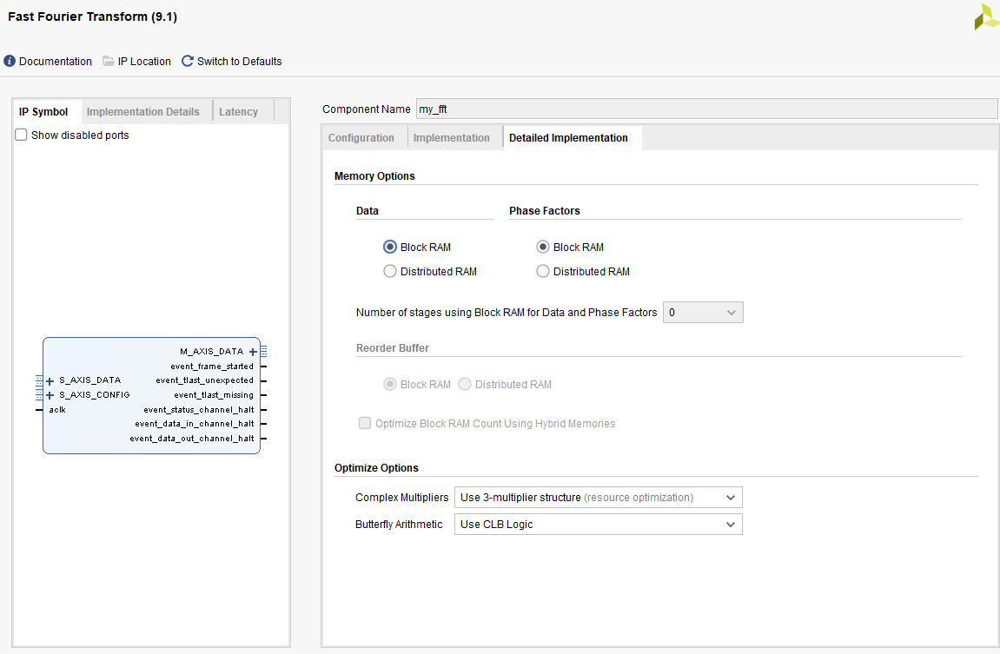 Fast Fourier Transform (9.1)
Documentation IP Location Switch to Defaults
IP Symbol Implementation Details Latency
Show disabled ports
M_AXIS_DATA
event_frame_started
S_AXIS_DATA event_tlast_unexpected
S_AXIS_CONFIG event_tlast_missing
aclk event_status_channel_halt
event_data_in_channel_halt
event_data_out_channel_halt
Component Name my_fft
Configuration Implementation Detailed Implementation
Memory Options
Data Phase Factors
Block RAM Block RAM
Distributed RAM Distributed RAM
Number of stages using Block RAM for Data and Phase Factors 0
Reorder Buffer
Block RAM Distributed RAM
Optimize Block RAM Count Using Hybrid Memories
Optimize Options
Complex Multipliers Use 3-multiplier structure (resource optimization)
Butterfly Arithmetic Use CLB Logic